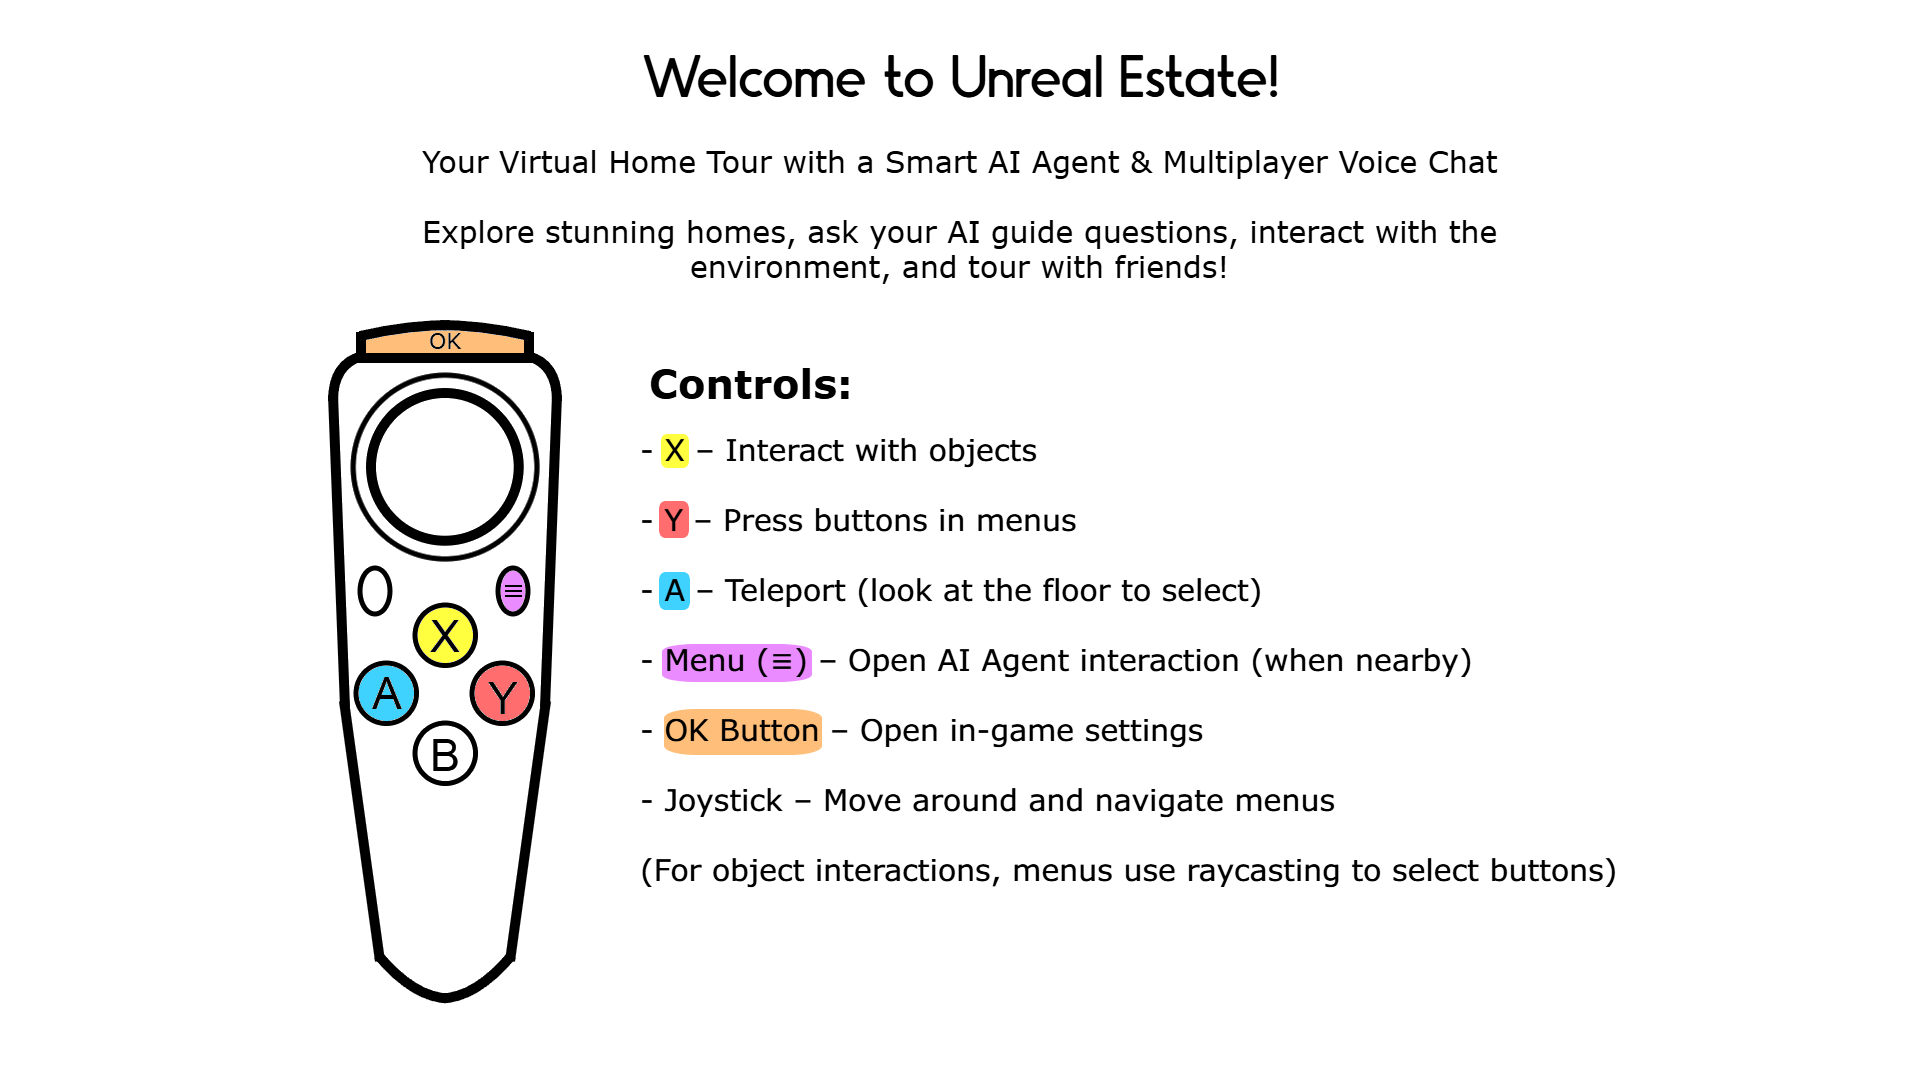 Welcome to Unreal Estate!
Your Virtual Home Tour with a Smart AI Agent & Multiplayer Voice Chat
Explore stunning homes, ask your AI guide questions, interact with the
environment, and tour with friends!
OK
≡
X
A
Y
B
Controls:
- X – Interact with objects
- Y – Press buttons in menus
- A – Teleport (look at the floor to select)
- Menu (≡) – Open AI Agent interaction (when nearby)
- OK Button – Open in-game settings
- Joystick – Move around and navigate menus
(For object interactions, menus use raycasting to select buttons)